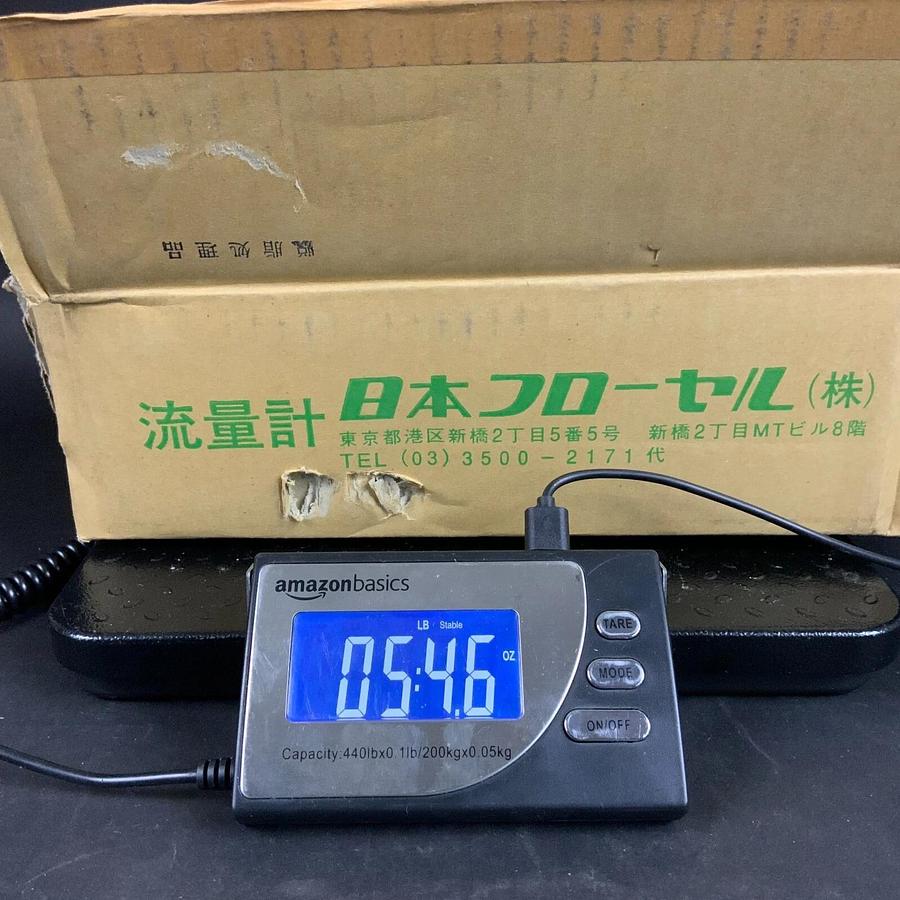 脱脂処理品
流量計 日本フローセル (株)
東京都港区新橋2丁目5番5号 新橋2丁目MTビル8階
TEL (03) 3500-2171 代
amazonbasics
LB Stable
05:4.6 OZ
TARE
MODE
ON/OFF
Capacity:440lbx0.1lb/200kgx0.05kg